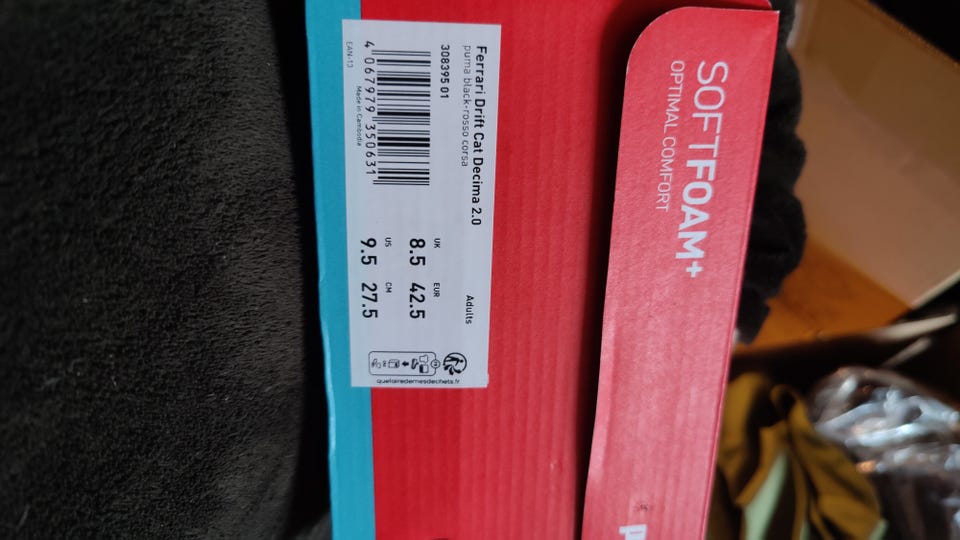 Ferrari Drift Cat Decima 2.0
puma black-rosso corsa
308395 01
4 067979 350631
EAN-13
Made in Cambodia
Adults
UK EUR
8.5 42.5
US CM
9.5 27.5
quefairedemesdechets.fr
SOFTFOAM+
OPTIMAL COMFORT